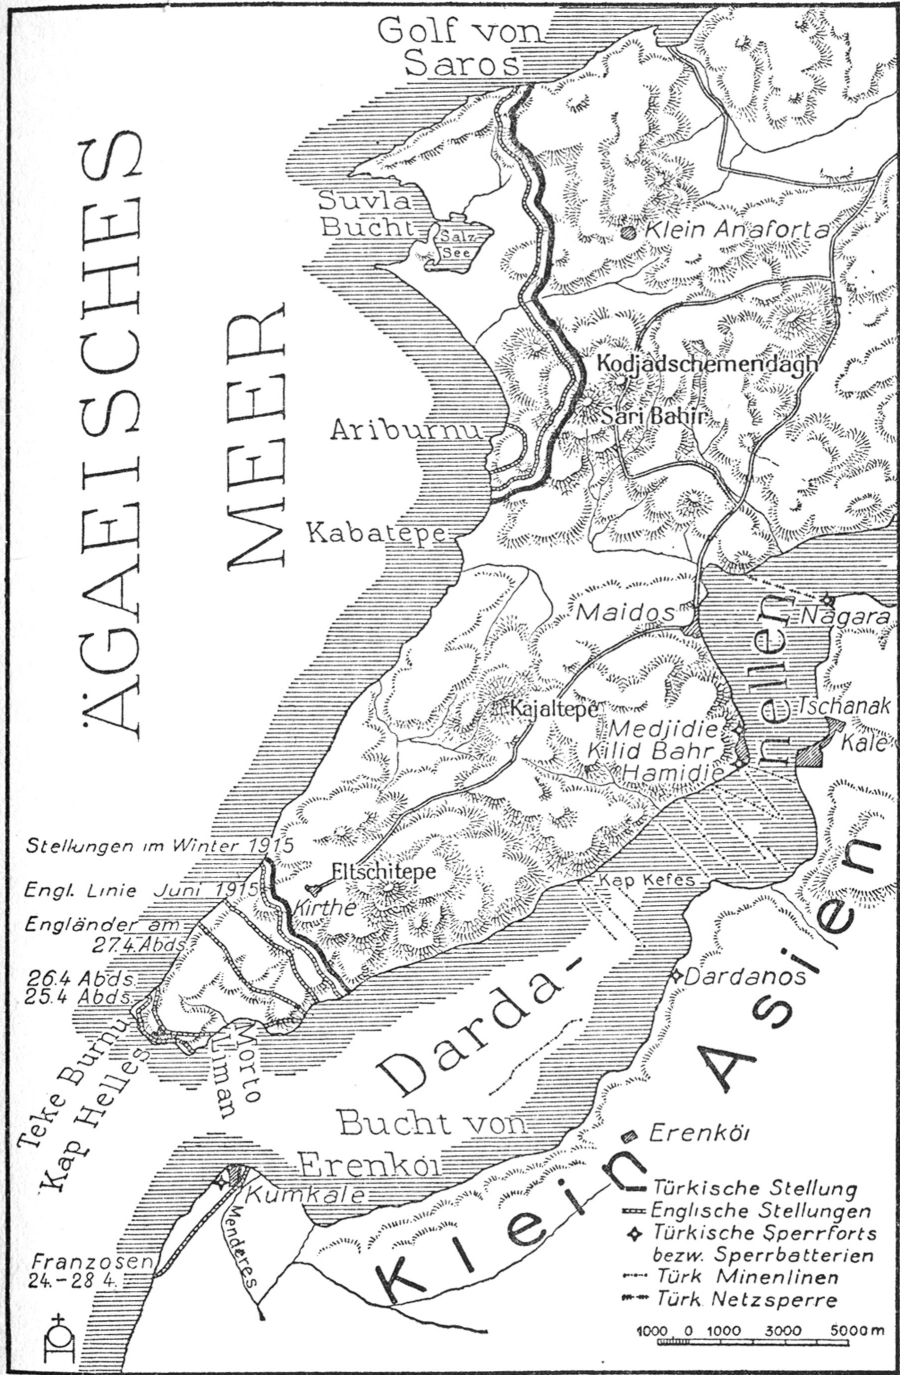 Golf von
Saros
ÄGAEISCHES
MEER
Suvla
Bucht
Salz
See
Klein Anaforta
Kodjadschemendagh
Sari Bahir
Ariburnu
Kabatepe
Maidos
Nagara
Kajaltepe
Tschanak
Kale
Medjidie
Kilid Bahr
Hamidie
Darda-
nellen
Stellungen im Winter 1915
Eltschitepe
Engl. Linie Juni 1915
Kirthe
Kap Kefes
Engländer am
27.4. Abds.
26.4 Abds.
25.4 Abds.
Dardanos
Teke Burnu
Kap Helles
Morto
Liman
Klein Asien
Bucht von
Erenköi
Erenköi
Kumkale
Menderes
Franzosen
24.-28 4.
Türkische Stellung
Englische Stellungen
Türkische Sperrforts
bezw. Sperrbatterien
Türk Minenlinen
Türk. Netzsperre
1000 0 1000 3000 5000 m